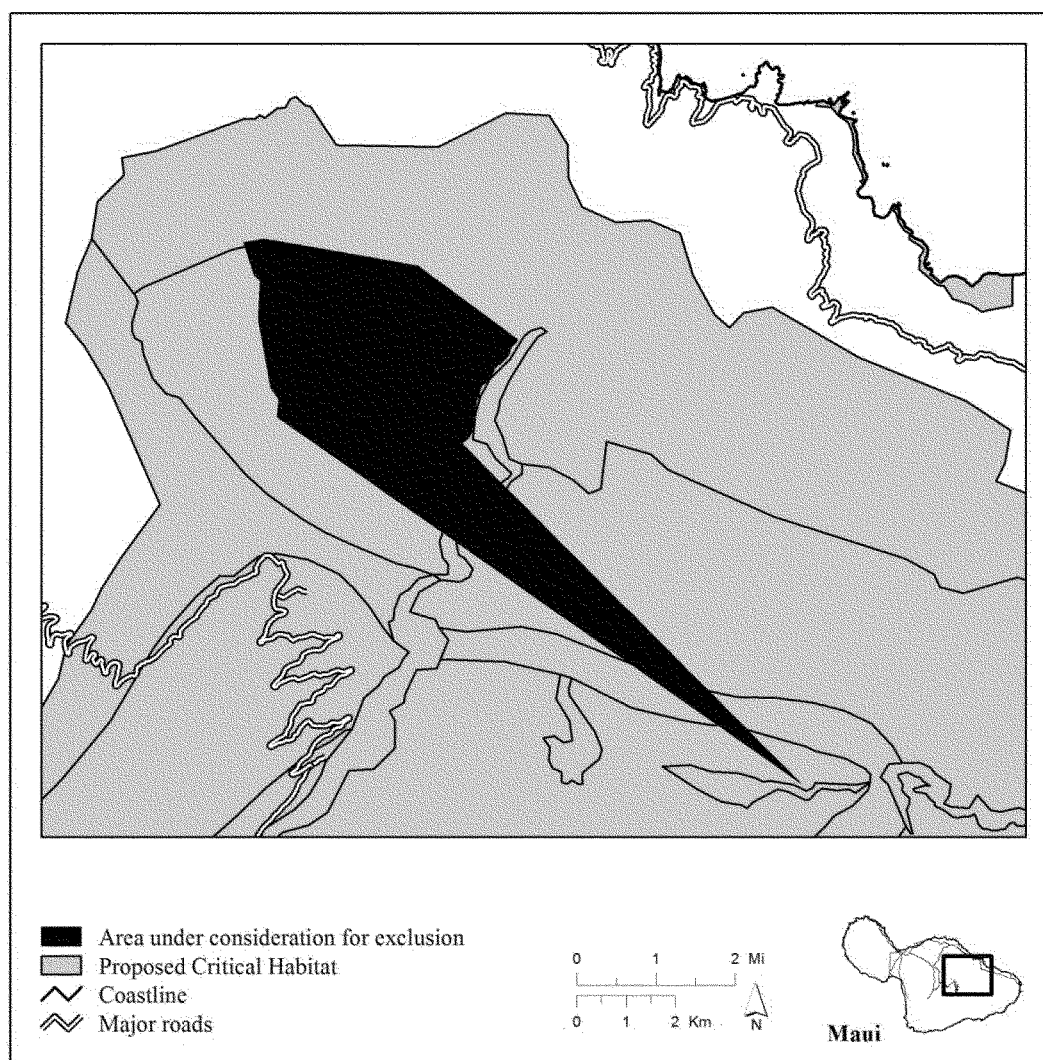 Area under consideration for exclusion
Proposed Critical Habitat
Coastline
Major roads
0 1 2 Mi
0 1 2 Km
N
Maui